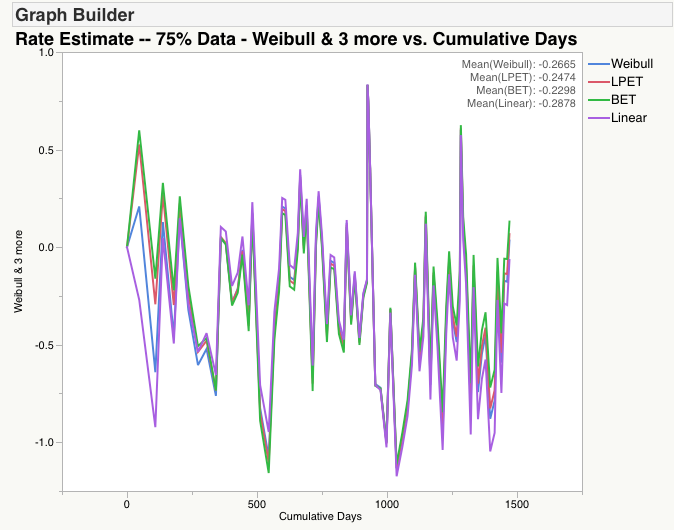 Graph Builder
Rate Estimate -- 75% Data - Weibull & 3 more vs. Cumulative Days
Mean(Weibull): -0.2665
Mean(LPET): -0.2474
Mean(BET): -0.2298
Mean(Linear): -0.2878
Weibull
LPET
BET
Linear
Weibull & 3 more
1.0
0.5
0.0
-0.5
-1.0
0
500
1000
1500
Cumulative Days